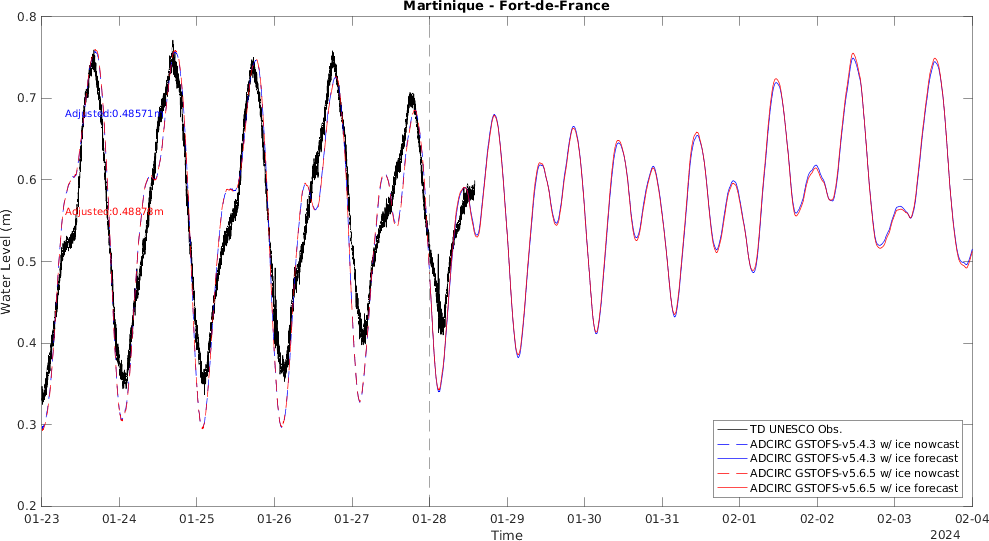 Martinique - Fort-de-France
Water Level (m)
0.8
0.7
0.6
0.5
0.4
0.3
0.2
Adjusted:0.48571m
Adjusted:0.48873m
TD UNESCO Obs.
ADCIRC GSTOFS-v5.4.3 w/ ice nowcast
ADCIRC GSTOFS-v5.4.3 w/ ice forecast
ADCIRC GSTOFS-v5.6.5 w/ ice nowcast
ADCIRC GSTOFS-v5.6.5 w/ ice forecast
01-23 01-24 01-25 01-26 01-27 01-28 01-29 01-30 01-31 02-01 02-02 02-03 02-04
Time
2024